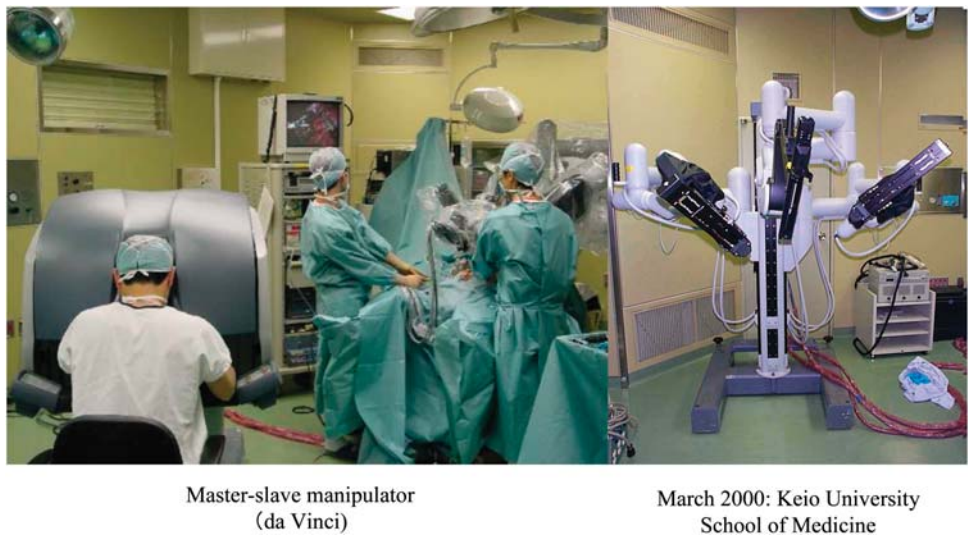 Master-slave manipulator
（da Vinci)
March 2000: Keio University
School of Medicine